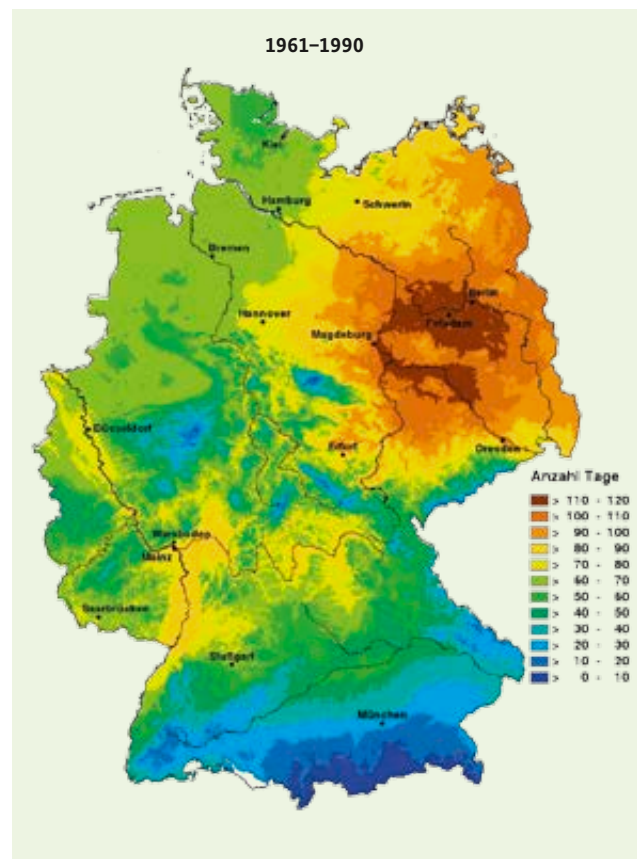 1961–1990
Kiel
Hamburg
Schwerin
Bremen
Berlin
Hannover
Potsdam
Magdeburg
Düsseldorf
Erfurt
Dresden
Anzahl Tage
> 110 - 120
> 100 - 110
> 90 - 100
> 80 - 90
> 70 - 80
> 60 - 70
> 50 - 60
> 40 - 50
> 30 - 40
> 20 - 30
> 10 - 20
> 0 - 10
Wiesbaden
Mainz
Saarbrücken
Stuttgart
München